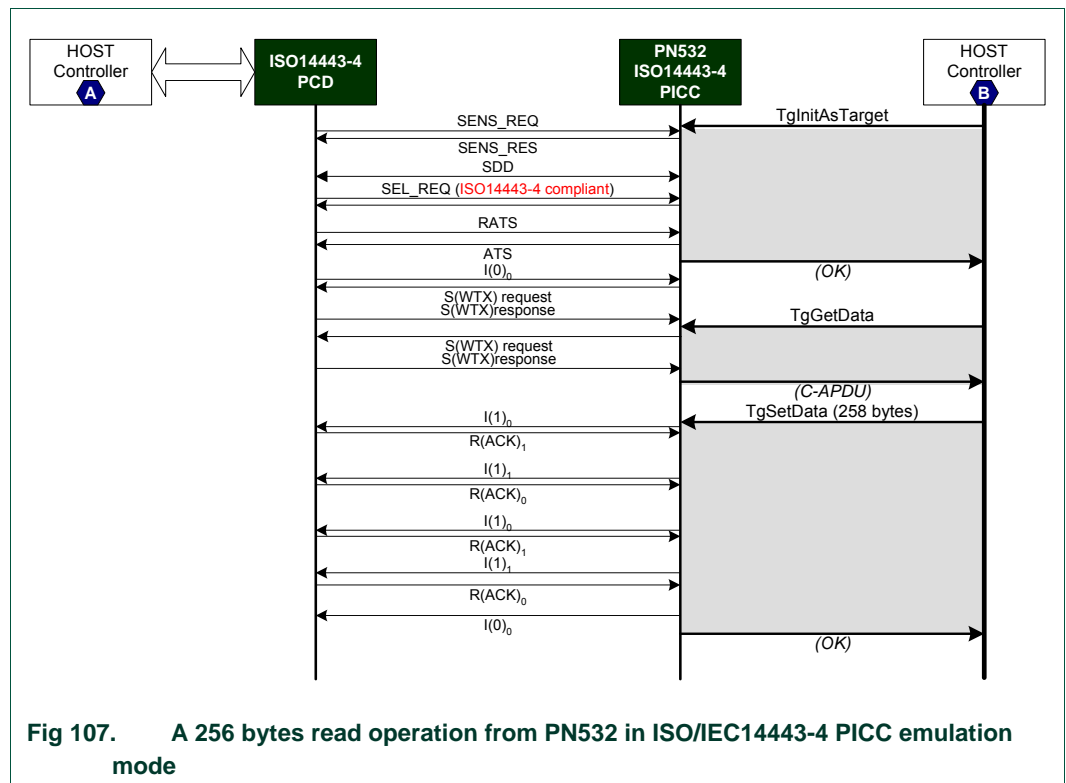 HOST
Controller
A
ISO14443-4
PCD
PN532
ISO14443-4
PICC
HOST
Controller
B
SENS_REQ
TgInitAsTarget
SENS_RES
SDD
SEL_REQ (ISO14443-4 compliant)
RATS
ATS
I(0)0
(OK)
S(WTX) request
S(WTX)response
TgGetData
S(WTX) request
S(WTX)response
(C-APDU)
TgSetData (258 bytes)
I(1)0
R(ACK)1
I(1)1
R(ACK)0
I(1)0
R(ACK)1
I(1)1
R(ACK)0
I(0)0
(OK)
Fig 107. A 256 bytes read operation from PN532 in ISO/IEC14443-4 PICC emulation
mode